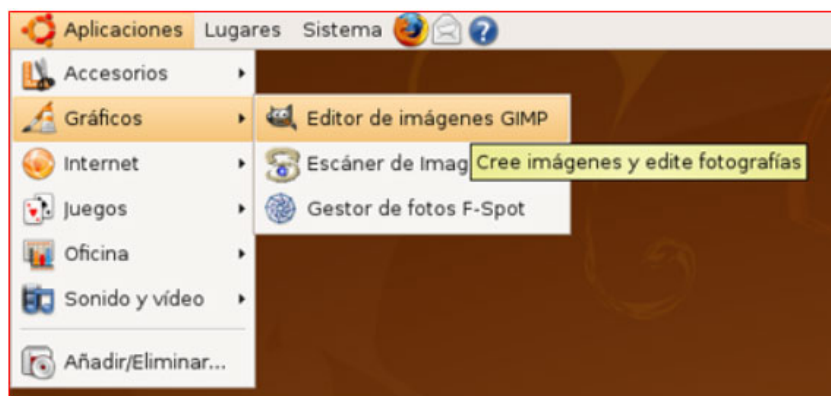 Aplicaciones Lugares Sistema
Accesorios
Gráficos
Internet
Juegos
Oficina
Sonido y vídeo
Añadir/Eliminar...
Editor de imágenes GIMP
Escáner de Imag
Gestor de fotos F-Spot
Cree imágenes y edite fotografías